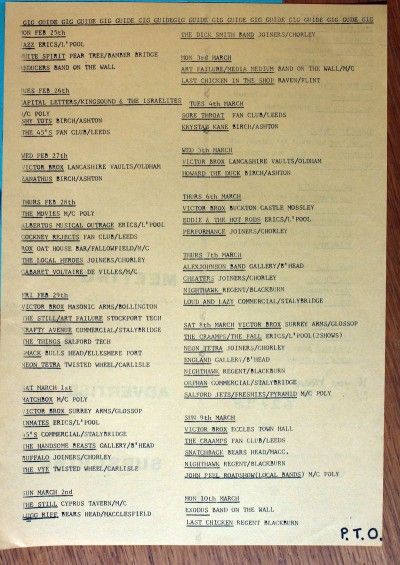 GIG GUIDE GIG GUIDE GIG GUIDE GIG GUIDEGIG GUIDE GIG GUIDE GIG GUIDE GIG GUIDE GIG GUDE GIG
MON FEB 25th
JAZZ ERICS/L'POOL
WHITE SPIRIT PEAR TREE/BAMBER BRIDGE
REDUCERS BAND ON THE WALL
TUES FEB 26th
CAPITAL LETTERS/KINGSOUND & THE ISRAELITES
M/C POLY
TUTS BIRCH/ASHTON
THE 45'S FAN CLUB/LEEDS
WED FEB 27th
VICTOR BROX LANCASHIRE VAULTS/OLDHAM
XANATHUS BIRCH/ASHTON
THURS FEB 28th
THE MOVIES M/C POLY
ALBERTOS MUSICAL OUTRAGE ERICS/L'POOL
COCKNEY REJECTS FAN CLUB/LEEDS
BOX OAT HOUSE BAR/FALLOWFIELD/M/C
THE LOCAL HEROES JOINERS/CHORLEY
CABARET VOLTAIRE DE VILLES/M/C
FRI FEB 29th
VICTOR BROX MASONIC ARMS/BOLLINGTON
THE STILL/ART FAILURE STOCKPORT TECH
CRAFTY AVENUE COMMERCIAL/STALYBRIDGE
THE THINGS SALFORD TECH
SMACK BULLS HEAD/ELLESMERE PORT
NEON TETRA TWISTED WHEEL/CARLISLE
SAT MARCH 1st
MATCHBOX M/C POLY
VICTOR BROX SURREY ARMS/GLOSSOP
INMATES ERICS/L'POOL
45'S COMMERCIAL/STALYBRIDGE
THE HANDSOME BEASTS GALLERY/B'HEAD
BUFFALO JOINERS/CHORLEY
THE VYE TWISTED WHEEL/CARLISLE
SUN MARCH 2nd
THE STILL CYPRUS TAVERN/M/C
BIFF BEARS HEAD/MACCLESFIELD
THE DICK SMITH BAND JOINERS/CHORLEY
MON 3rd MARCH
ART FAILURE/MEDIA MEDIUM BAND ON THE WALL/M/C
LAST CHICKEN IN THE SHOP RAVEN/FLINT
TUES 4th MARCH
SORE THROAT FAN CLUB/LEEDS
KRYSTAL KANE BIRCH/ASHTON
WED 5th MARCH
VICTOR BROX LANCASHIRE VAULTS/OLDHAM
HOWARD THE DUCK BIRCH/ASHTON
THURS 6th MARCH
VICTOR BROX BUCKTON CASTLE MOSSLEY
EDDIE & THE HOT RODS ERICS/L'POOL
PERFORMANCE JOINERS/CHORLEY
THURS 7th MARCH
ALEXJOHNSON BAND GALLERY/B'HEAD
CHEATERS JOINERS/CHORLEY
NIGHTHAWK REGENT/BLACKBURN
LOUD AND LAZY COMMERCIAL/STALYBRIDGE
SAT 8th MARCH VICTOR BROX SURREY ARMS/GLOSSOP
THE CRAAMPS/THE FALL ERICS/L'POOL(2SHOWS)
NEON TETRA JOINERS/CHORLEY
ENGLAND GALLERY/B'HEAD
NIGHTHAWK REGENT/BLACKBURN
ORPHAN COMMERCIAL/STALYBRIDGE
SALFORD JETS/FRESHIES/PYRAMID M/C POLY
SUN 9th MARCH
VICTOR BROX ECCLES TOWN HALL
THE CRAAMPS FAN CLUB/LEEDS
SNATCHBACK BEARS HEAD/MACC.
NIGHTHAWK REGENT/BLACKBURN
JOHN PEEL ROADSHOW(LOCAL BANDS) M/C POLY
MON 10th MARCH
EXODUS BAND ON THE WALL
LAST CHICKEN REGENT BLACKBURN
P.T.O.